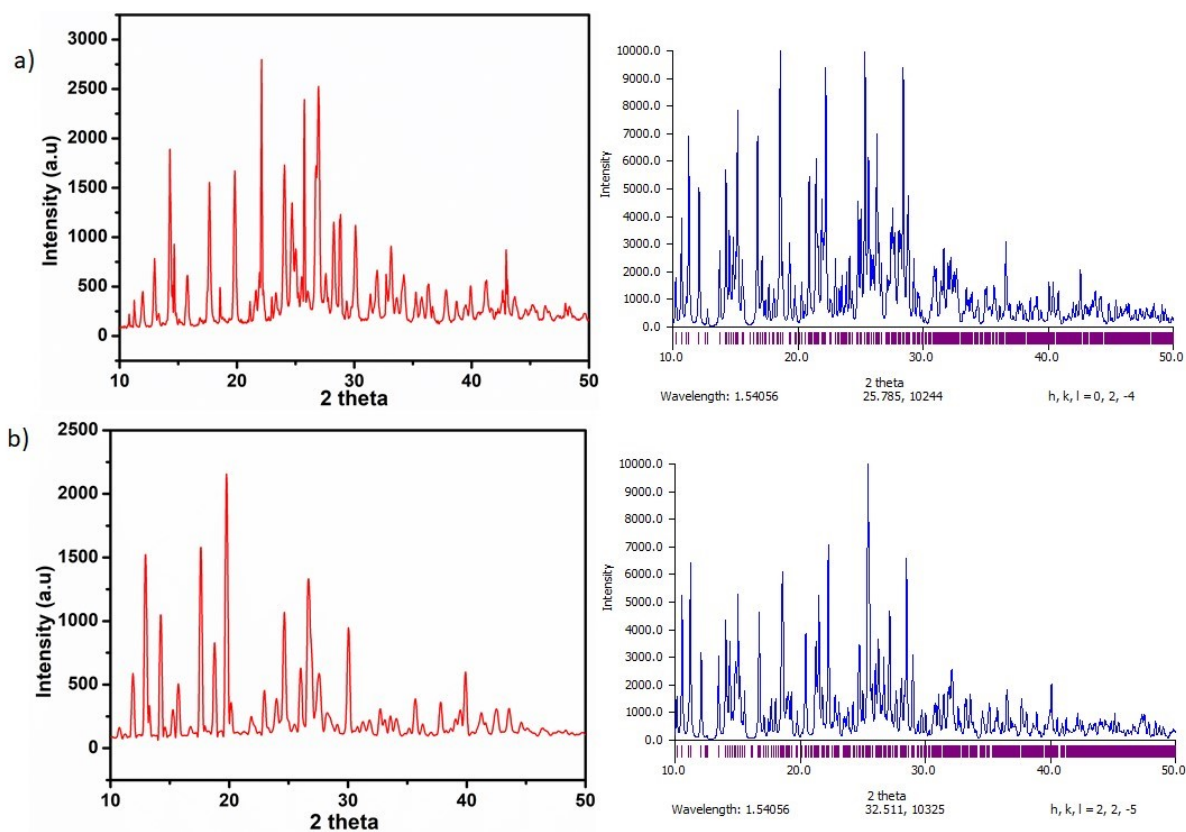 a)
3000
2500
2000
1500
1000
500
0
Intensity (a.u)
10 20 30 40 50
2 theta
10000.0
9000.0
8000.0
7000.0
6000.0
5000.0
4000.0
3000.0
2000.0
1000.0
0.0
Intensity
10.0 20.0 30.0 40.0 50.0
2 theta
Wavelength: 1.54056 25.785, 10244 h, k, l = 0, 2, -4
b)
2500
2000
1500
1000
500
0
Intensity (a.u)
10 20 30 40 50
2 theta
10000.0
9000.0
8000.0
7000.0
6000.0
5000.0
4000.0
3000.0
2000.0
1000.0
0.0
Intensity
10.0 20.0 30.0 40.0 50.0
2 theta
Wavelength: 1.54056 32.511, 10325 h, k, l = 2, 2, -5